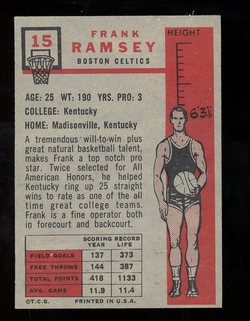 15
FRANK
RAMSEY
BOSTON CELTICS
HEIGHT
6'3½"
AGE: 25 WT: 190 YRS. PRO: 3
COLLEGE: Kentucky
HOME: Madisonville, Kentucky
A tremendous will-to-win plus
great natural basketball talent,
makes Frank a top notch pro
star. Twice selected for All
American Honors, he helped
Kentucky ring up 25 straight
wins to rate as one of the all
time great college teams.
Frank is a fine operator both
in forecourt and backcourt.
SCORING RECORD
YEAR LIFE
FIELD GOALS 137 373
FREE THROWS 144 387
TOTAL POINTS 418 1133
AVG. GAME 11.9 11.4
©T.C.G. PRINTED IN U.S.A.